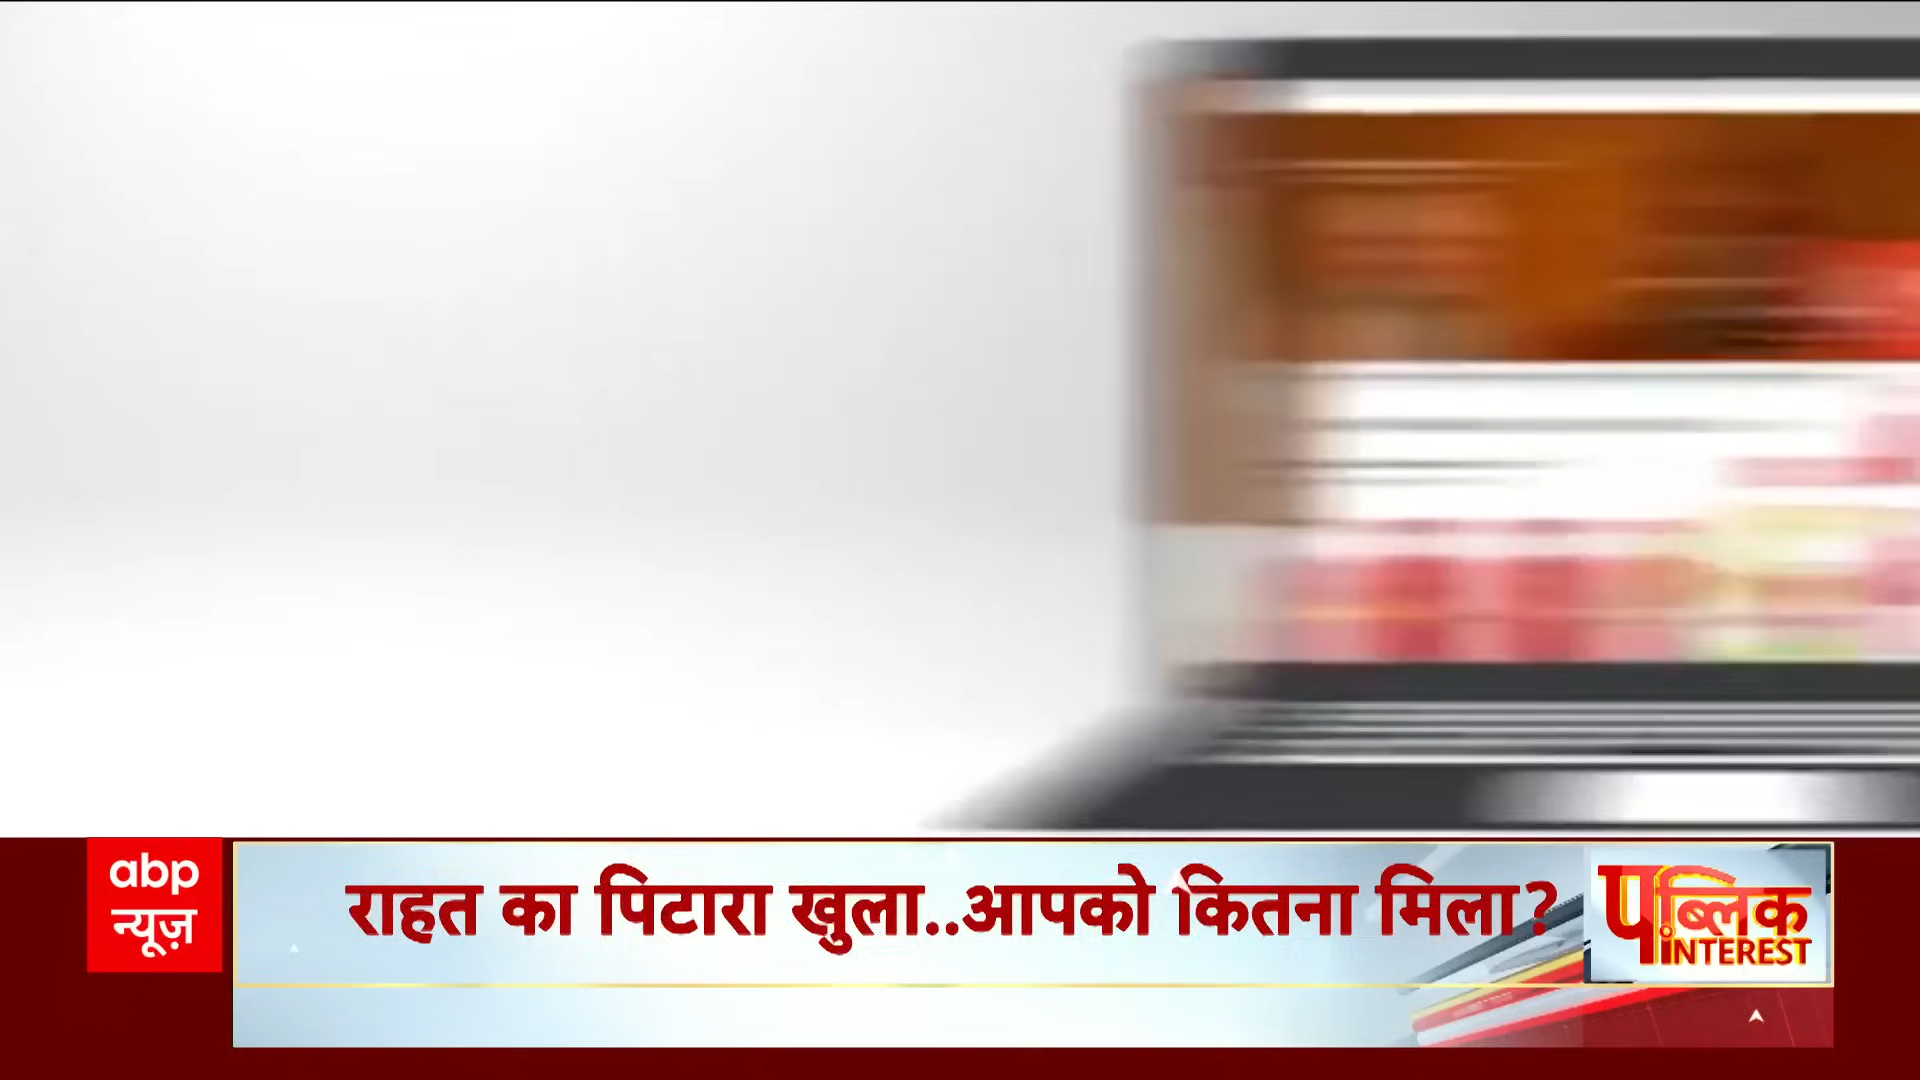 abp
न्यूज़
राहत का पिटारा खुला..आपको कितना मिला?
पब्लिक
INTEREST